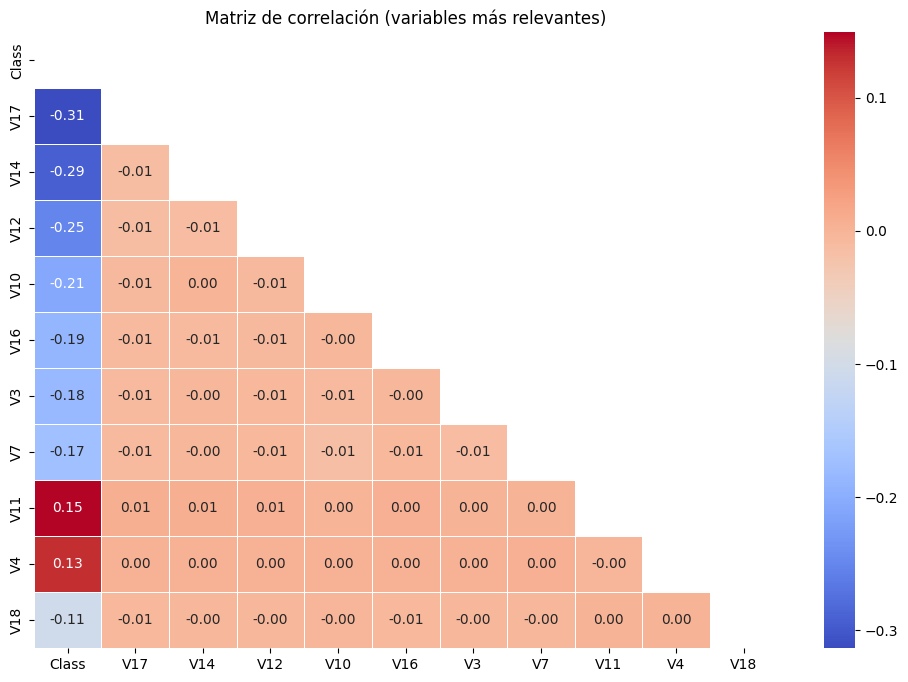 Matriz de correlación (variables más relevantes)
Class
V17 -0.31
V14 -0.29 -0.01
V12 -0.25 -0.01 -0.01
V10 -0.21 -0.01 0.00 -0.01
V16 -0.19 -0.01 -0.01 -0.01 -0.00
V3 -0.18 -0.01 -0.00 -0.01 -0.01 -0.00
V7 -0.17 -0.01 -0.00 -0.01 -0.01 -0.01 -0.01
V11 0.15 0.01 0.01 0.01 0.00 0.00 0.00 0.00
V4 0.13 0.00 0.00 0.00 0.00 0.00 0.00 0.00 -0.00
V18 -0.11 -0.01 -0.00 -0.00 -0.00 -0.01 -0.00 -0.00 0.00 0.00
Class V17 V14 V12 V10 V16 V3 V7 V11 V4 V18
0.1
0.0
−0.1
−0.2
−0.3